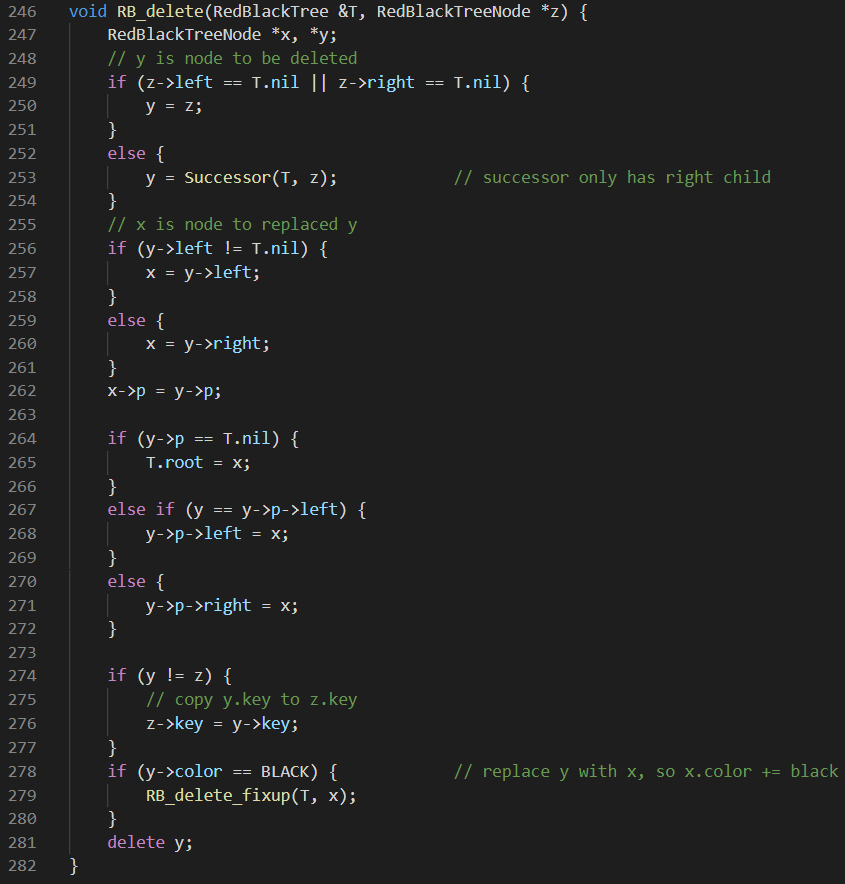 246 void RB_delete(RedBlackTree &T, RedBlackTreeNode *z) {
247     RedBlackTreeNode *x, *y;
248     // y is node to be deleted
249     if (z->left == T.nil || z->right == T.nil) {
250         y = z;
251     }
252     else {
253         y = Successor(T, z);            // successor only has right child
254     }
255     // x is node to replaced y
256     if (y->left != T.nil) {
257         x = y->left;
258     }
259     else {
260         x = y->right;
261     }
262     x->p = y->p;
263
264     if (y->p == T.nil) {
265         T.root = x;
266     }
267     else if (y == y->p->left) {
268         y->p->left = x;
269     }
270     else {
271         y->p->right = x;
272     }
273
274     if (y != z) {
275         // copy y.key to z.key
276         z->key = y->key;
277     }
278     if (y->color == BLACK) {            // replace y with x, so x.color += black
279         RB_delete_fixup(T, x);
280     }
281     delete y;
282 }